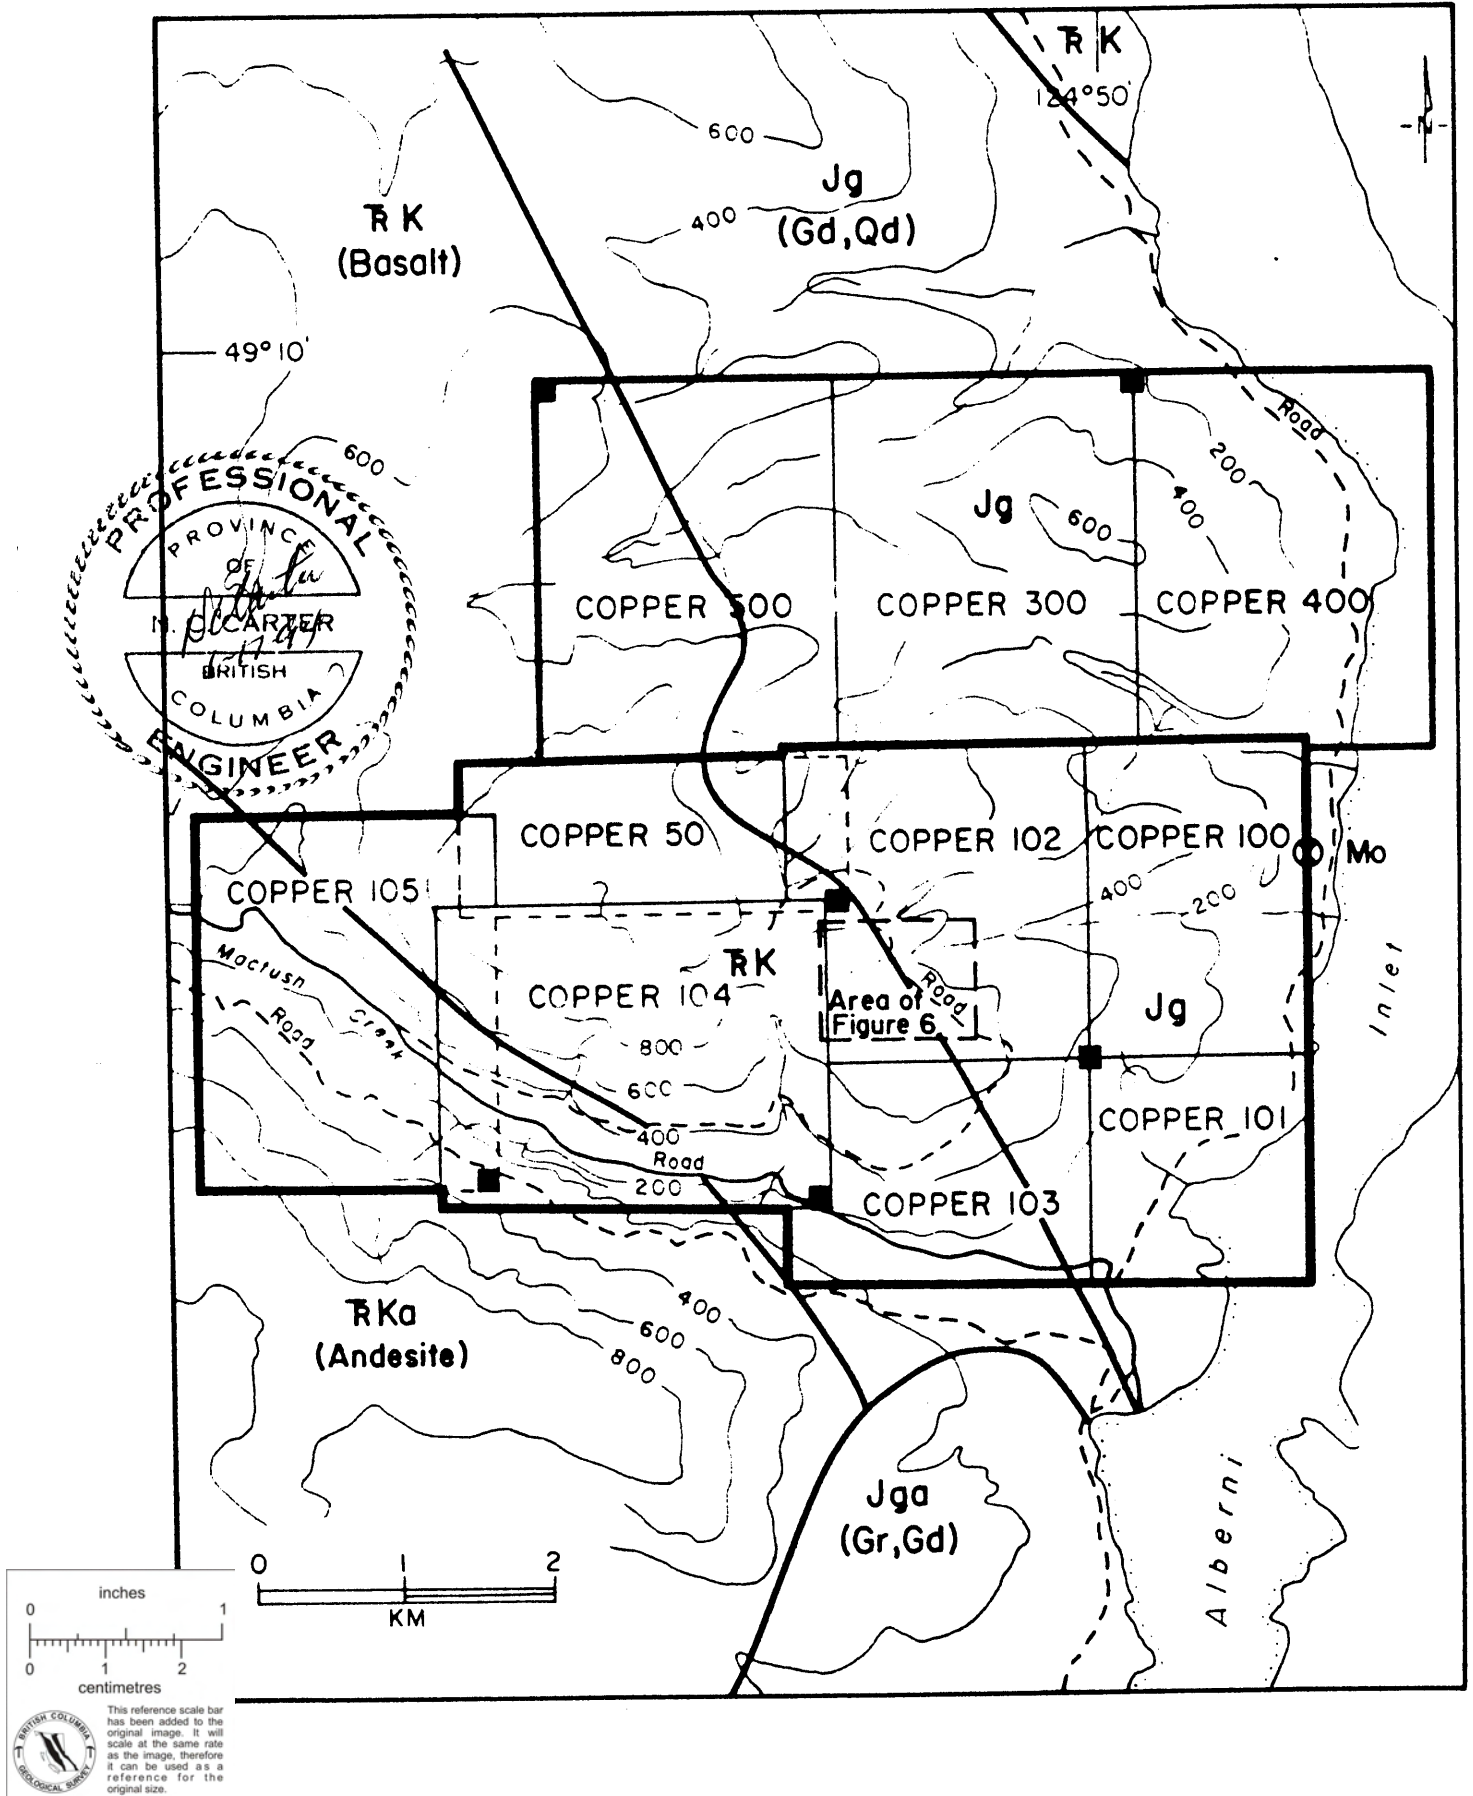 TRK
124°50'
600
-N-
Jg
(Gd,Qd)
400
TRK
(Basalt)
49°10'
Road
600
200
400
Jg
600
PROFESSIONAL
PROVINCE
OF
N. C. CARTER
BRITISH
COLUMBIA
ENGINEER
COPPER 500
COPPER 300
COPPER 400
COPPER 50
COPPER 102
COPPER 100
Mo
COPPER 105
400
200
Mactush
Creek
Road
TRK
COPPER 104
Road
Area of
Figure 6
Jg
Inlet
800
600
400
Road
200
COPPER 101
COPPER 103
TRKa
(Andesite)
400
600
800
Jga
(Gr,Gd)
Alberni
0 1 2
KM
inches
0 1
0 1 2
centimetres
This reference scale bar
has been added to the
original image. It will
scale at the same rate
as the image, therefore
it can be used as a
reference for the
original size.
BRITISH COLUMBIA
GEOLOGICAL SURVEY